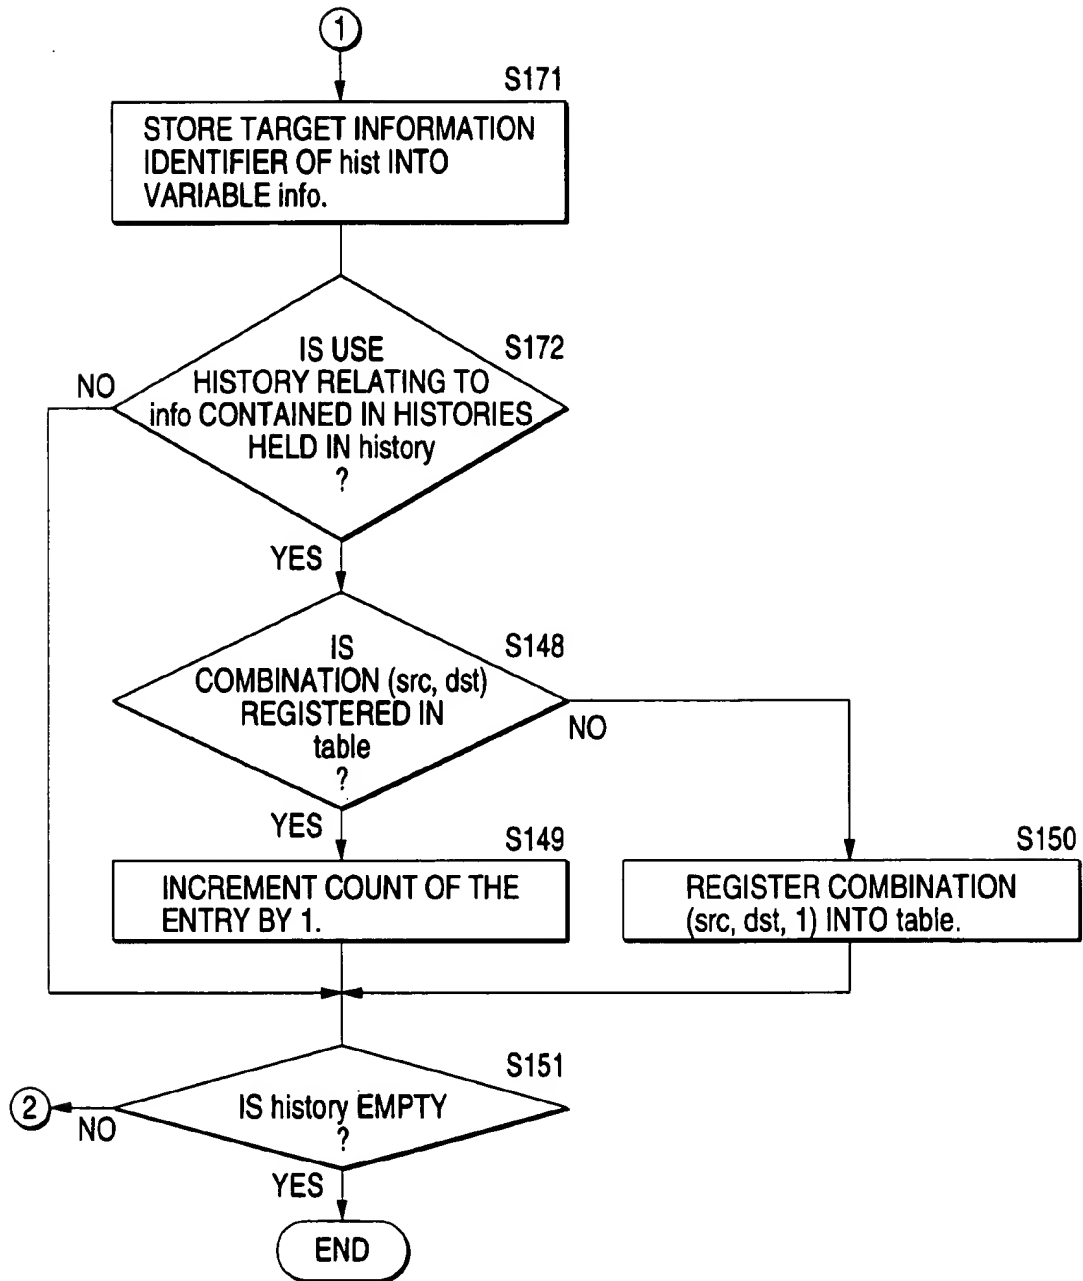 1
S171
STORE TARGET INFORMATION
IDENTIFIER OF hist INTO
VARIABLE info.
S172
IS USE
HISTORY RELATING TO
info CONTAINED IN HISTORIES
HELD IN history
?
NO
YES
S148
IS
COMBINATION (src, dst)
REGISTERED IN
table
?
NO
YES
S149
INCREMENT COUNT OF THE
ENTRY BY 1.
S150
REGISTER COMBINATION
(src, dst, 1) INTO table.
S151
IS history EMPTY
?
2
NO
YES
END